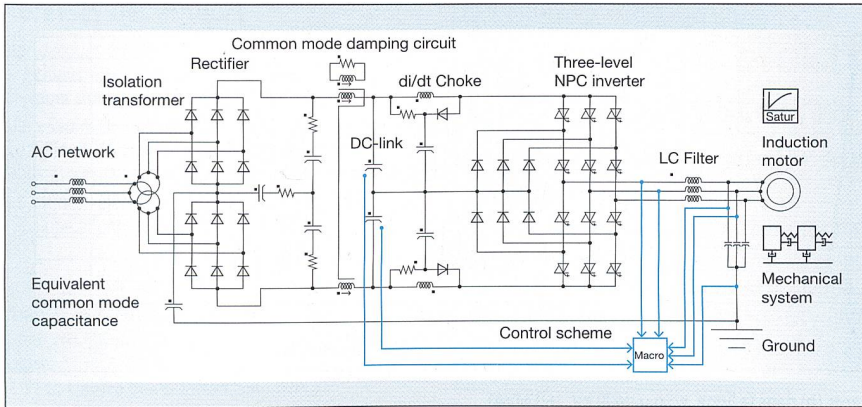 Common mode damping circuit
Rectifier
Isolation
transformer
di/dt Choke
Three-level
NPC inverter
Satur
AC network
DC-link
LC Filter
Induction
motor
Equivalent
common mode
capacitance
Mechanical
system
Control scheme
Macro
Ground